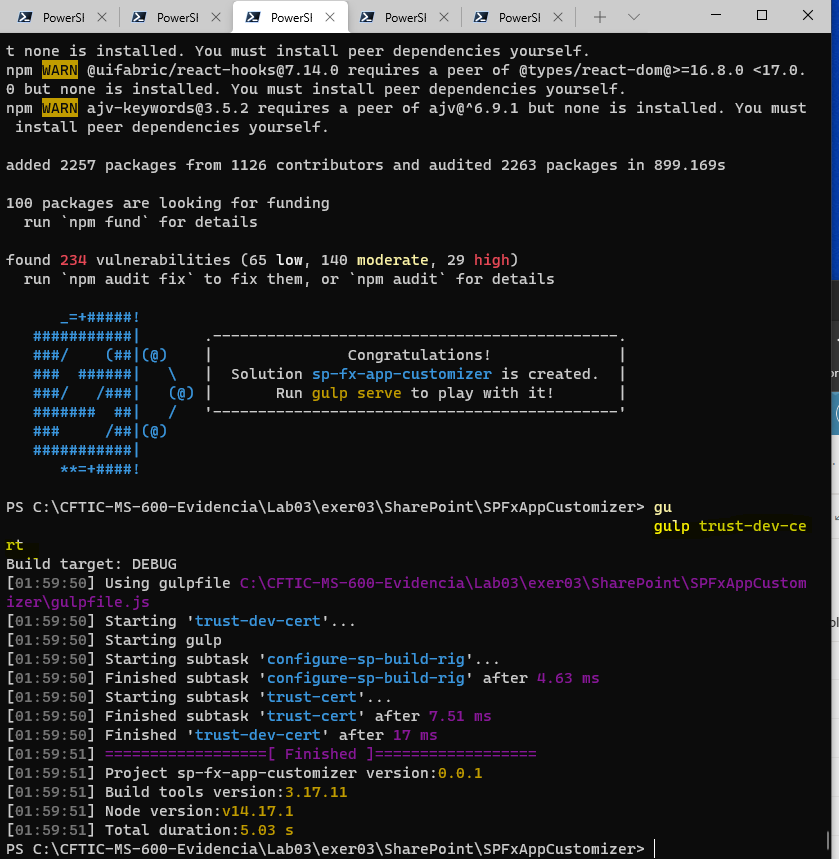 PowerSI PowerSI PowerSI PowerSI PowerSI
t none is installed. You must install peer dependencies yourself.
npm WARN @uifabric/react-hooks@7.14.0 requires a peer of @types/react-dom@>=16.8.0 <17.0.
0 but none is installed. You must install peer dependencies yourself.
npm WARN ajv-keywords@3.5.2 requires a peer of ajv@^6.9.1 but none is installed. You must
 install peer dependencies yourself.
added 2257 packages from 1126 contributors and audited 2263 packages in 899.169s
100 packages are looking for funding
  run `npm fund` for details
found 234 vulnerabilities (65 low, 140 moderate, 29 high)
  run `npm audit fix` to fix them, or `npm audit` for details
      _=+#####!
   ###########|       .---------------------------------------------.
   ###/    (##|(@)    |               Congratulations!              |
   ###  ######|   \   |  Solution sp-fx-app-customizer is created.  |
   ###/   /###|   (@) |       Run gulp serve to play with it!       |
   #######  ##|   /   '---------------------------------------------'
   ###     /##|(@)
   ###########|
      **=+####!
PS C:\CFTIC-MS-600-Evidencia\Lab03\exer03\SharePoint\SPFxAppCustomizer> gu
gulp trust-dev-ce
rt
Build target: DEBUG
[01:59:50] Using gulpfile C:\CFTIC-MS-600-Evidencia\Lab03\exer03\SharePoint\SPFxAppCustom
izer\gulpfile.js
[01:59:50] Starting 'trust-dev-cert'...
[01:59:50] Starting gulp
[01:59:50] Starting subtask 'configure-sp-build-rig'...
[01:59:50] Finished subtask 'configure-sp-build-rig' after 4.63 ms
[01:59:50] Starting subtask 'trust-cert'...
[01:59:50] Finished subtask 'trust-cert' after 7.51 ms
[01:59:50] Finished 'trust-dev-cert' after 17 ms
[01:59:51] ==================[ Finished ]==================
[01:59:51] Project sp-fx-app-customizer version:0.0.1
[01:59:51] Build tools version:3.17.11
[01:59:51] Node version:v14.17.1
[01:59:51] Total duration:5.03 s
PS C:\CFTIC-MS-600-Evidencia\Lab03\exer03\SharePoint\SPFxAppCustomizer>